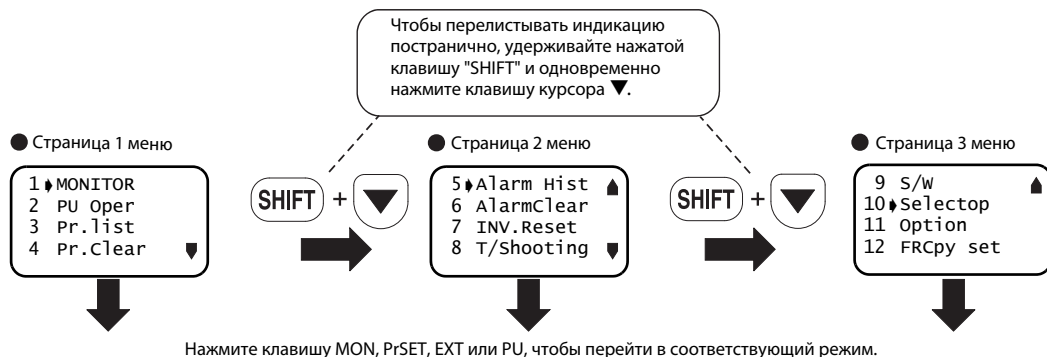 Чтобы перелистывать индикацию
постранично, удерживайте нажатой
клавишу "SHIFT" и одновременно
нажмите клавишу курсора ▼.
● Страница 1 меню
1 MONITOR
2 PU Oper
3 Pr.list
4 Pr.Clear
SHIFT + ▼
● Страница 2 меню
5 Alarm Hist
6 AlarmClear
7 INV.Reset
8 T/Shooting
SHIFT + ▼
● Страница 3 меню
9 S/W
10 Selectop
11 Option
12 FRCpy set
Нажмите клавишу MON, PrSET, EXT или PU, чтобы перейти в соответствующий режим.